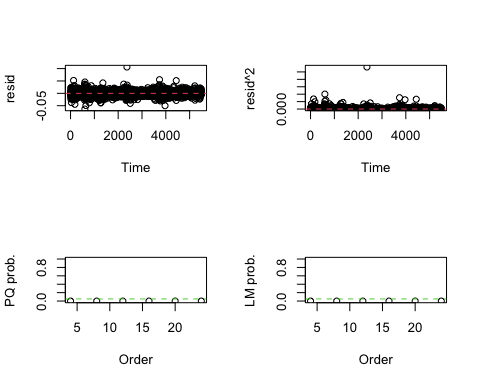 resid
-0.05
0 2000 4000
Time
resid^2
0.000
0 2000 4000
Time
PQ prob.
0.0 0.8
5 10 15 20
Order
LM prob.
0.0 0.8
5 10 15 20
Order